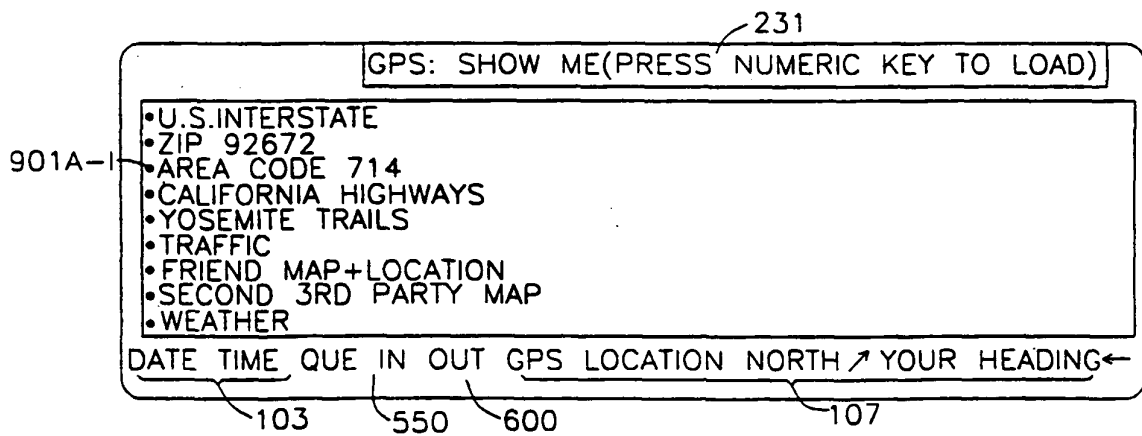 231
GPS: SHOW ME(PRESS NUMERIC KEY TO LOAD)
•U.S.INTERSTATE
•ZIP 92672
901A-I
•AREA CODE 714
•CALIFORNIA HIGHWAYS
•YOSEMITE TRAILS
•TRAFFIC
•FRIEND MAP+LOCATION
•SECOND 3RD PARTY MAP
•WEATHER
DATE TIME QUE IN OUT GPS LOCATION NORTH↗YOUR HEADING←
103 550 600 107